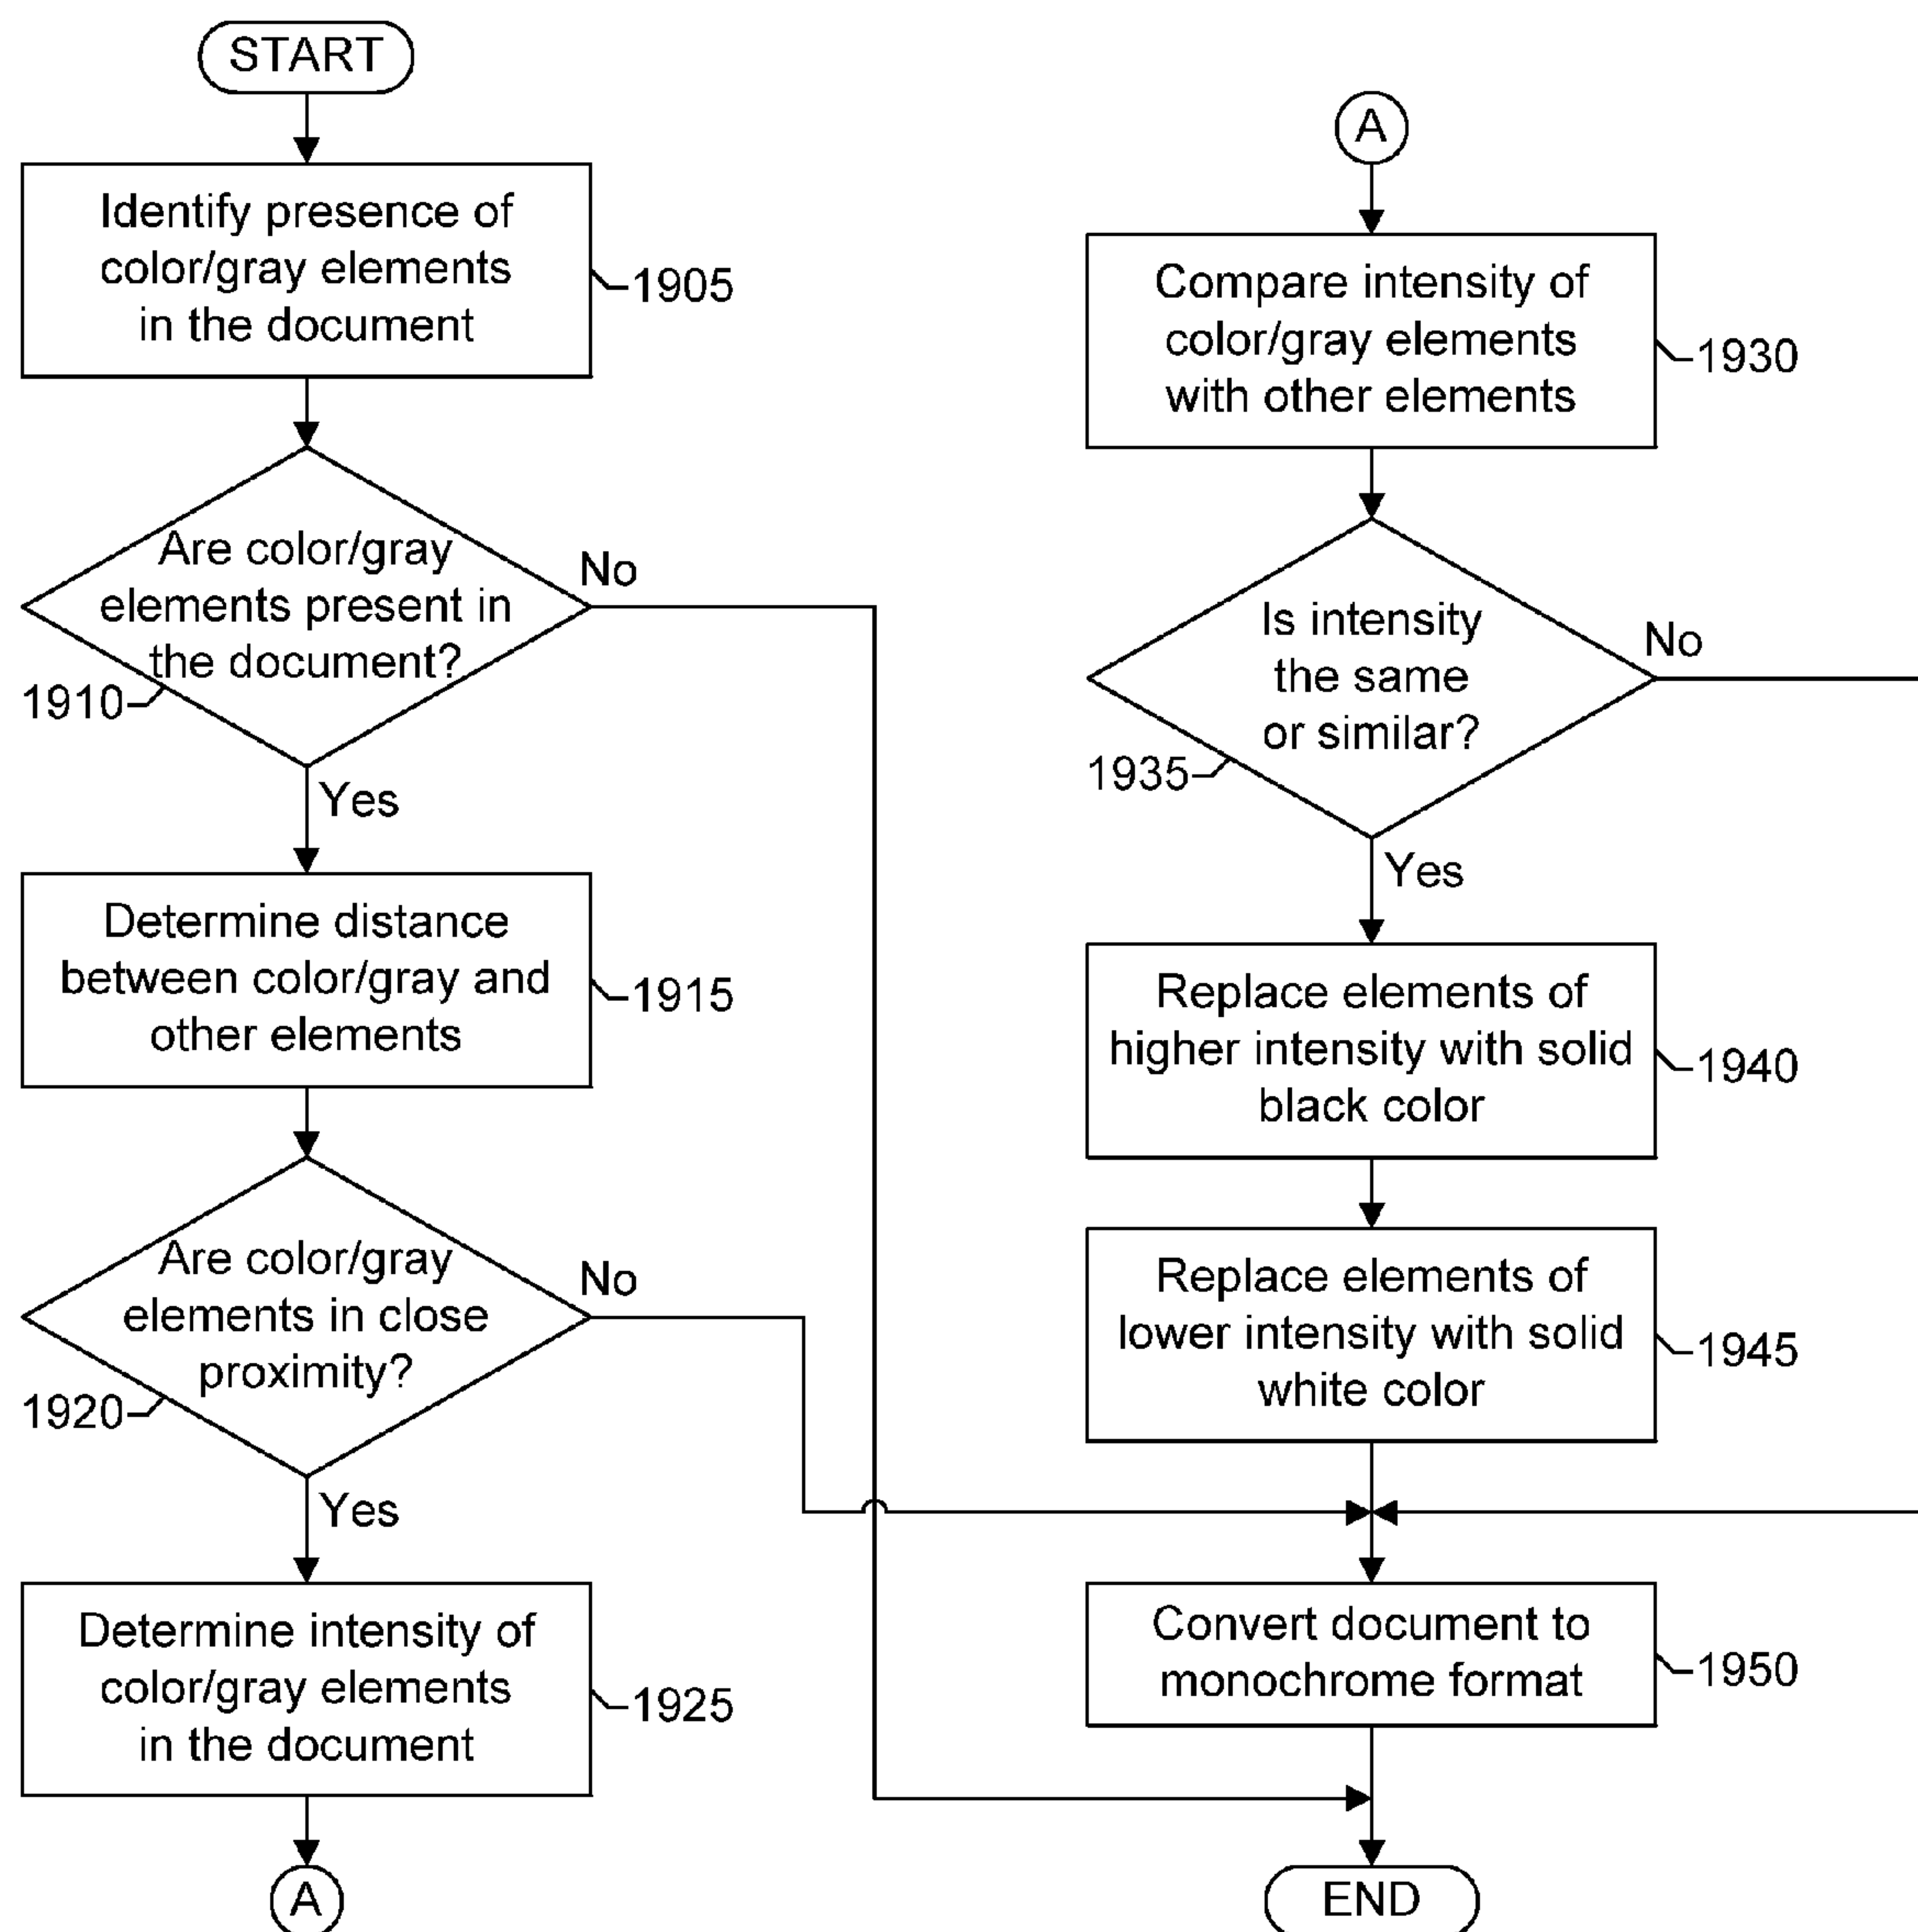 START
Identify presence of
color/gray elements
in the document
1905
Are color/gray
elements present in
the document?
1910
No
Yes
Determine distance
between color/gray and
other elements
1915
Are color/gray
elements in close
proximity?
1920
No
Yes
Determine intensity of
color/gray elements
in the document
1925
A
A
Compare intensity of
color/gray elements
with other elements
1930
Is intensity
the same
or similar?
1935
No
Yes
Replace elements of
higher intensity with solid
black color
1940
Replace elements of
lower intensity with solid
white color
1945
Convert document to
monochrome format
1950
END